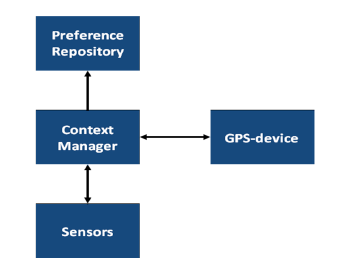 Preference
Repository
Context
Manager
GPS-device
Sensors